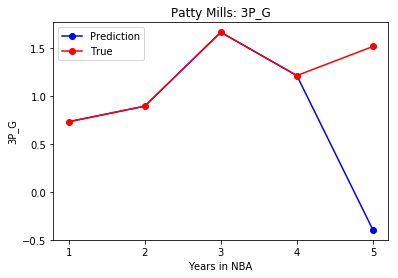 Patty Mills: 3P_G
Prediction
True
3P_G
1.5
1.0
0.5
0.0
−0.5
1 2 3 4 5
Years in NBA